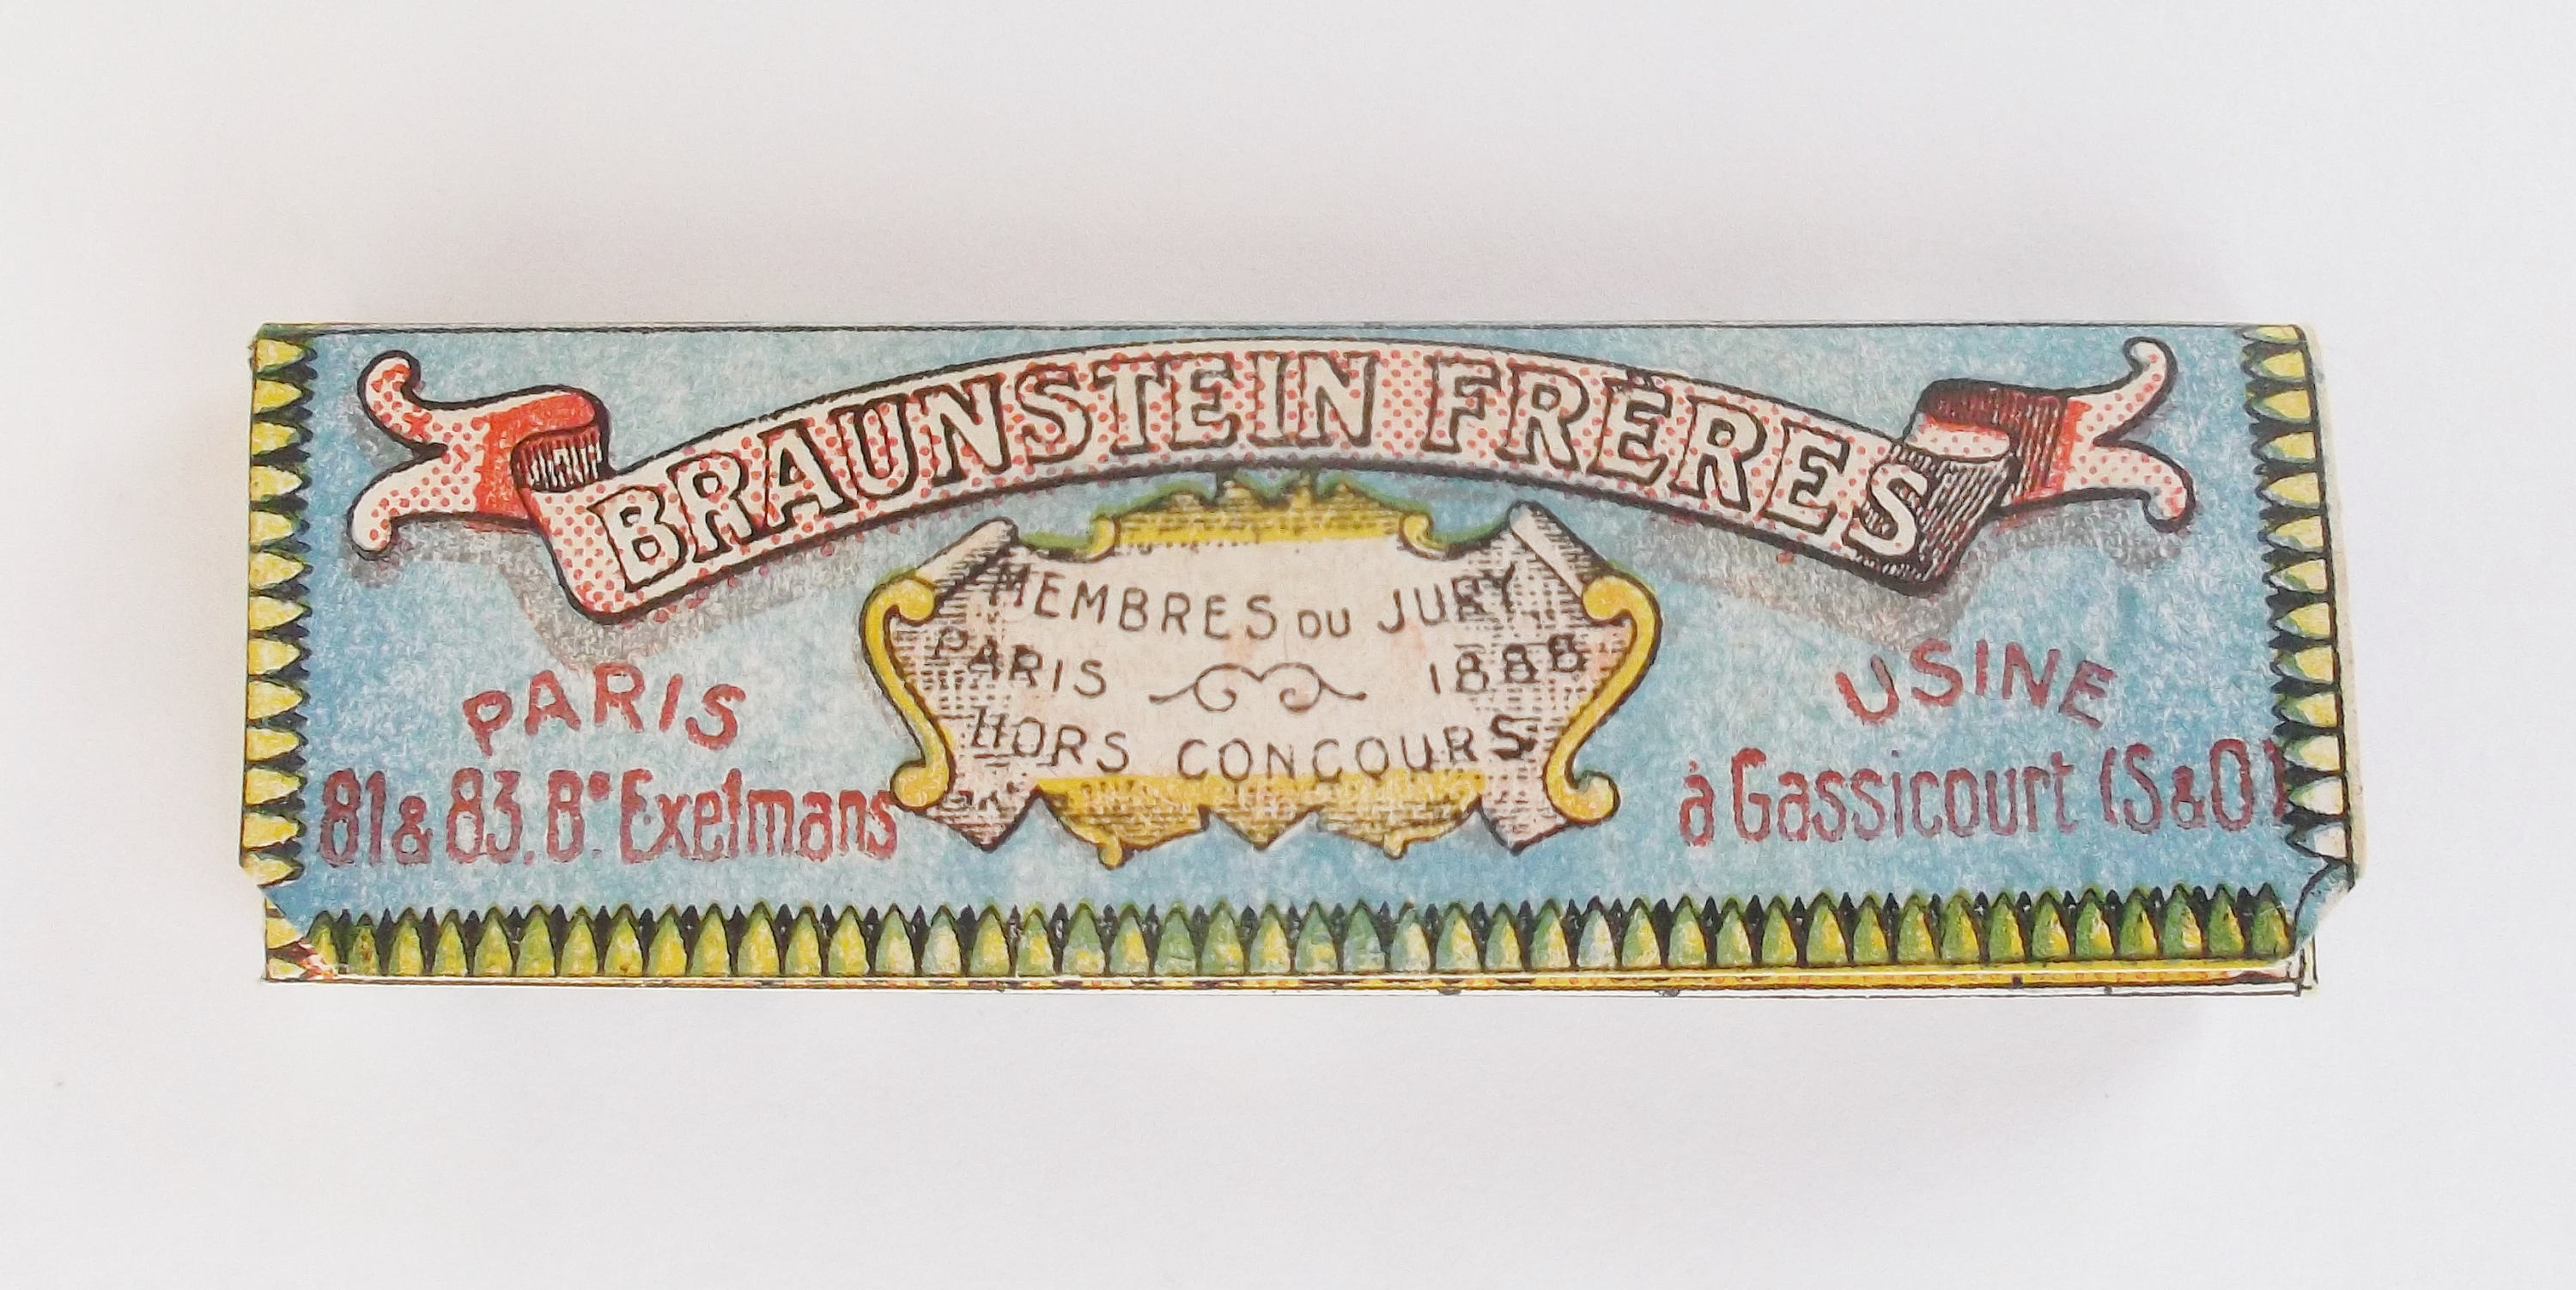 BRAUNSTEIN FRÈRES
MEMBRES DU JURY
PARIS 1888
HORS CONCOURS
PARIS
81 & 83, Bd. Exelmans
USINE
à Gassicourt (S & O)